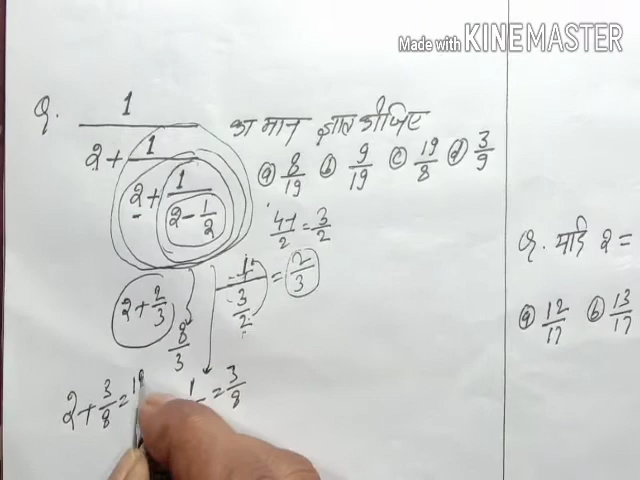 Made with KINEMASTER
Q. 1
2 + 1
2 + 1
2 - 1/2
का मान ज्ञात कीजिए
(a) 8/19 (b) 9/19 (c) 19/8 (d) 3/9
4-1/2 = 3/2
1/(3/2) = 2/3
2 + 2/3
8/3
2 + 3/8 = 19
1 = 3/8
Q. यदि 2 =
(a) 12/17 (b) 13/17